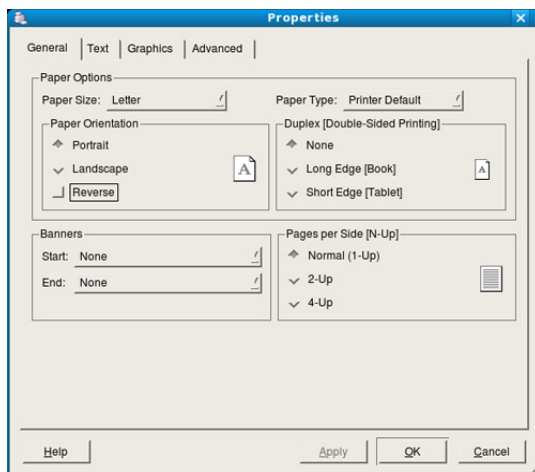 Properties
General Text Graphics Advanced
Paper Options
Paper Size: Letter Paper Type: Printer Default
Paper Orientation Duplex [Double-Sided Printing]
Portrait None
Landscape A Long Edge [Book] A
Reverse Short Edge [Tablet]
Banners Pages per Side [N-Up]
Start: None Normal (1-Up)
End: None 2-Up
4-Up
Help Apply OK Cancel